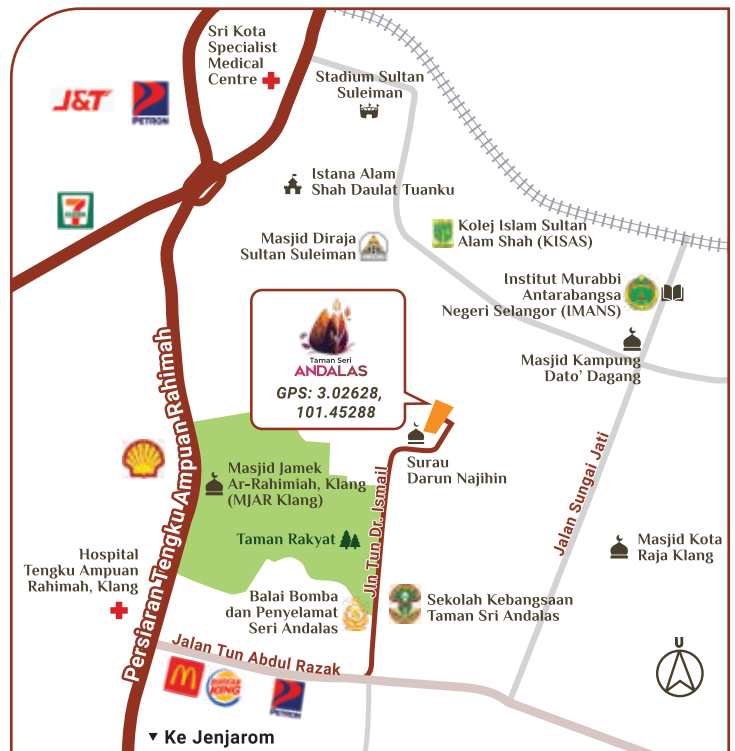 Sri Kota
Specialist
Medical
Centre
J&T
PETRON
Stadium Sultan
Suleiman
Istana Alam
Shah Daulat Tuanku
7
ELEVEN
Masjid Diraja
Sultan Suleiman
Kolej Islam Sultan
Alam Shah (KISAS)
Institut Murabbi
Antarabangsa
Negeri Selangor (IMANS)
Masjid Kampung
Dato’ Dagang
Taman Seri
ANDALAS
GPS: 3.02628,
101.45288
Persiaran Tengku Ampuan Rahimah
Surau
Darun Najihin
Masjid Jamek
Ar-Rahimiah, Klang
(MJAR Klang)
Jln Tun Dr. Ismail
Jalan Sungai Jati
Taman Rakyat
Masjid Kota
Raja Klang
Hospital
Tengku Ampuan
Rahimah, Klang
Balai Bomba
dan Penyelamat
Seri Andalas
Sekolah Kebangsaan
Taman Sri Andalas
Jalan Tun Abdul Razak
U
BURGER
KING
PETRON
Ke Jenjarom